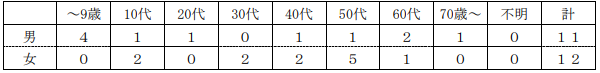 ～9歳 10代 20代 30代 40代 50代 60代 70歳～ 不明 計
男 4 1 1 0 1 1 2 1 0 11
女 0 2 0 2 2 5 1 0 0 12